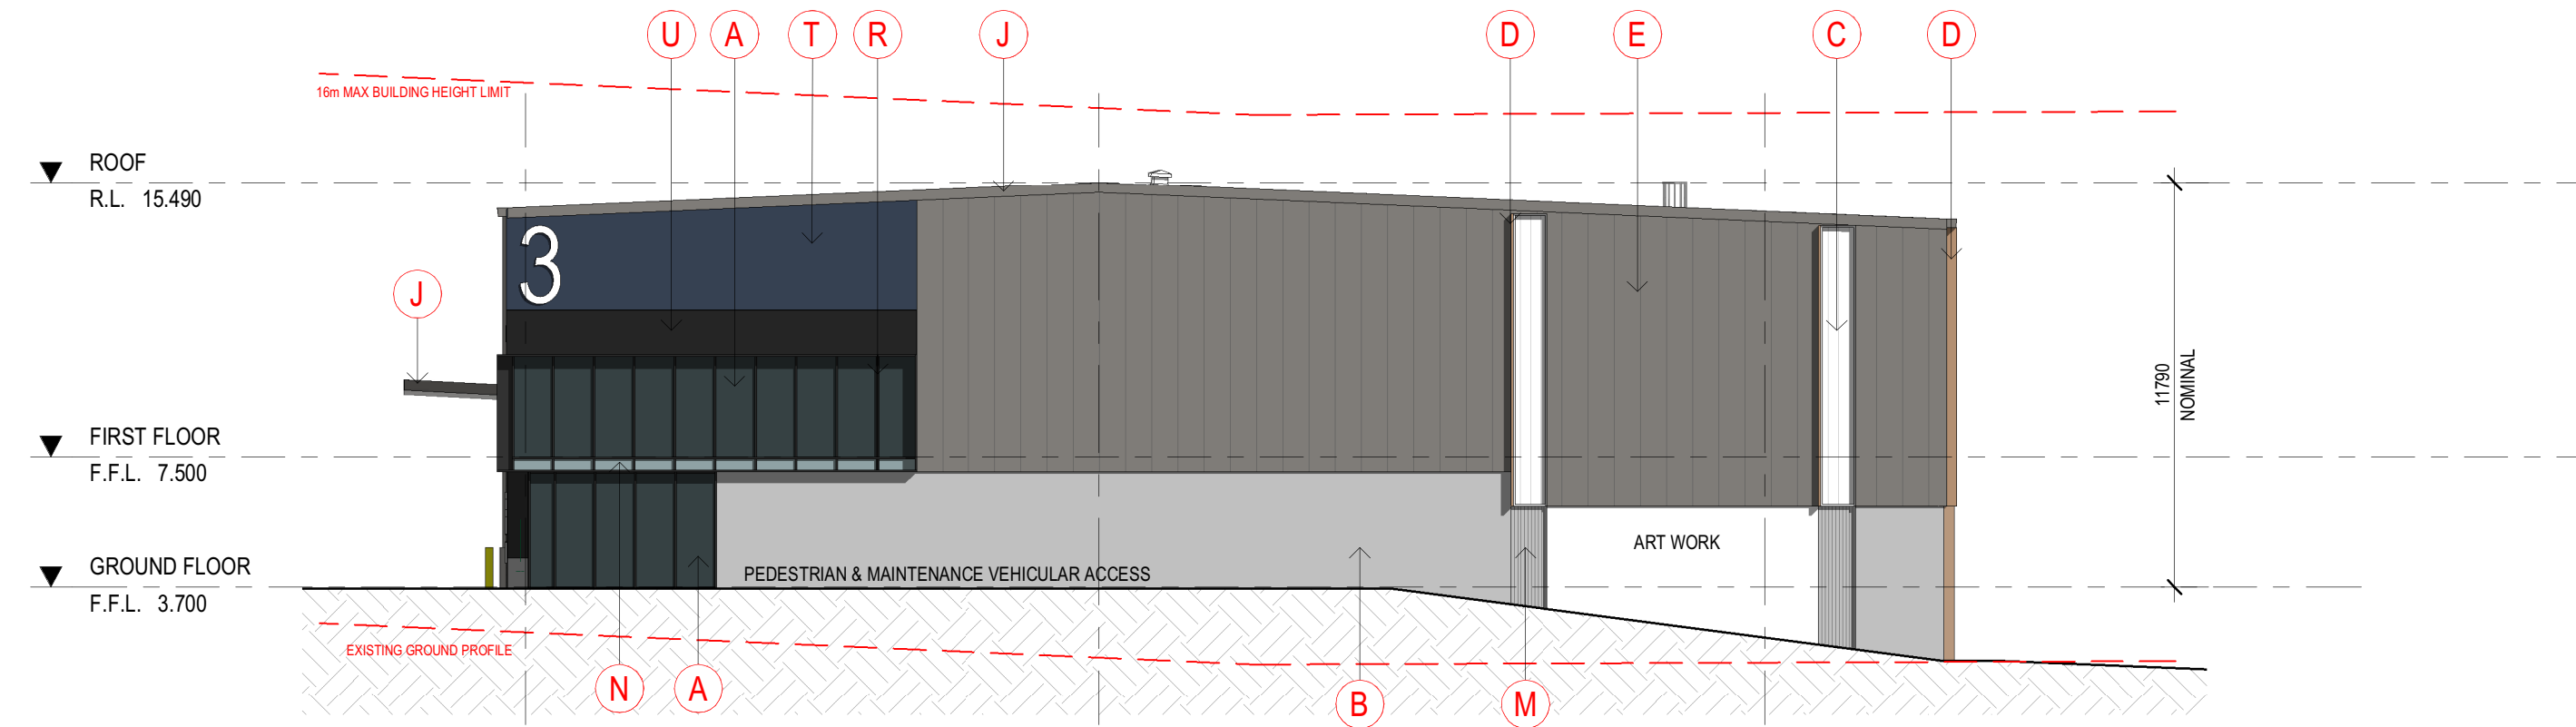 U A T R J D E C D
16m MAX BUILDING HEIGHT LIMIT
ROOF
R.L. 15.490
3
J
11790
NOMINAL
FIRST FLOOR
F.F.L. 7.500
ART WORK
GROUND FLOOR
PEDESTRIAN & MAINTENANCE VEHICULAR ACCESS
F.F.L. 3.700
EXISTING GROUND PROFILE
N A B M